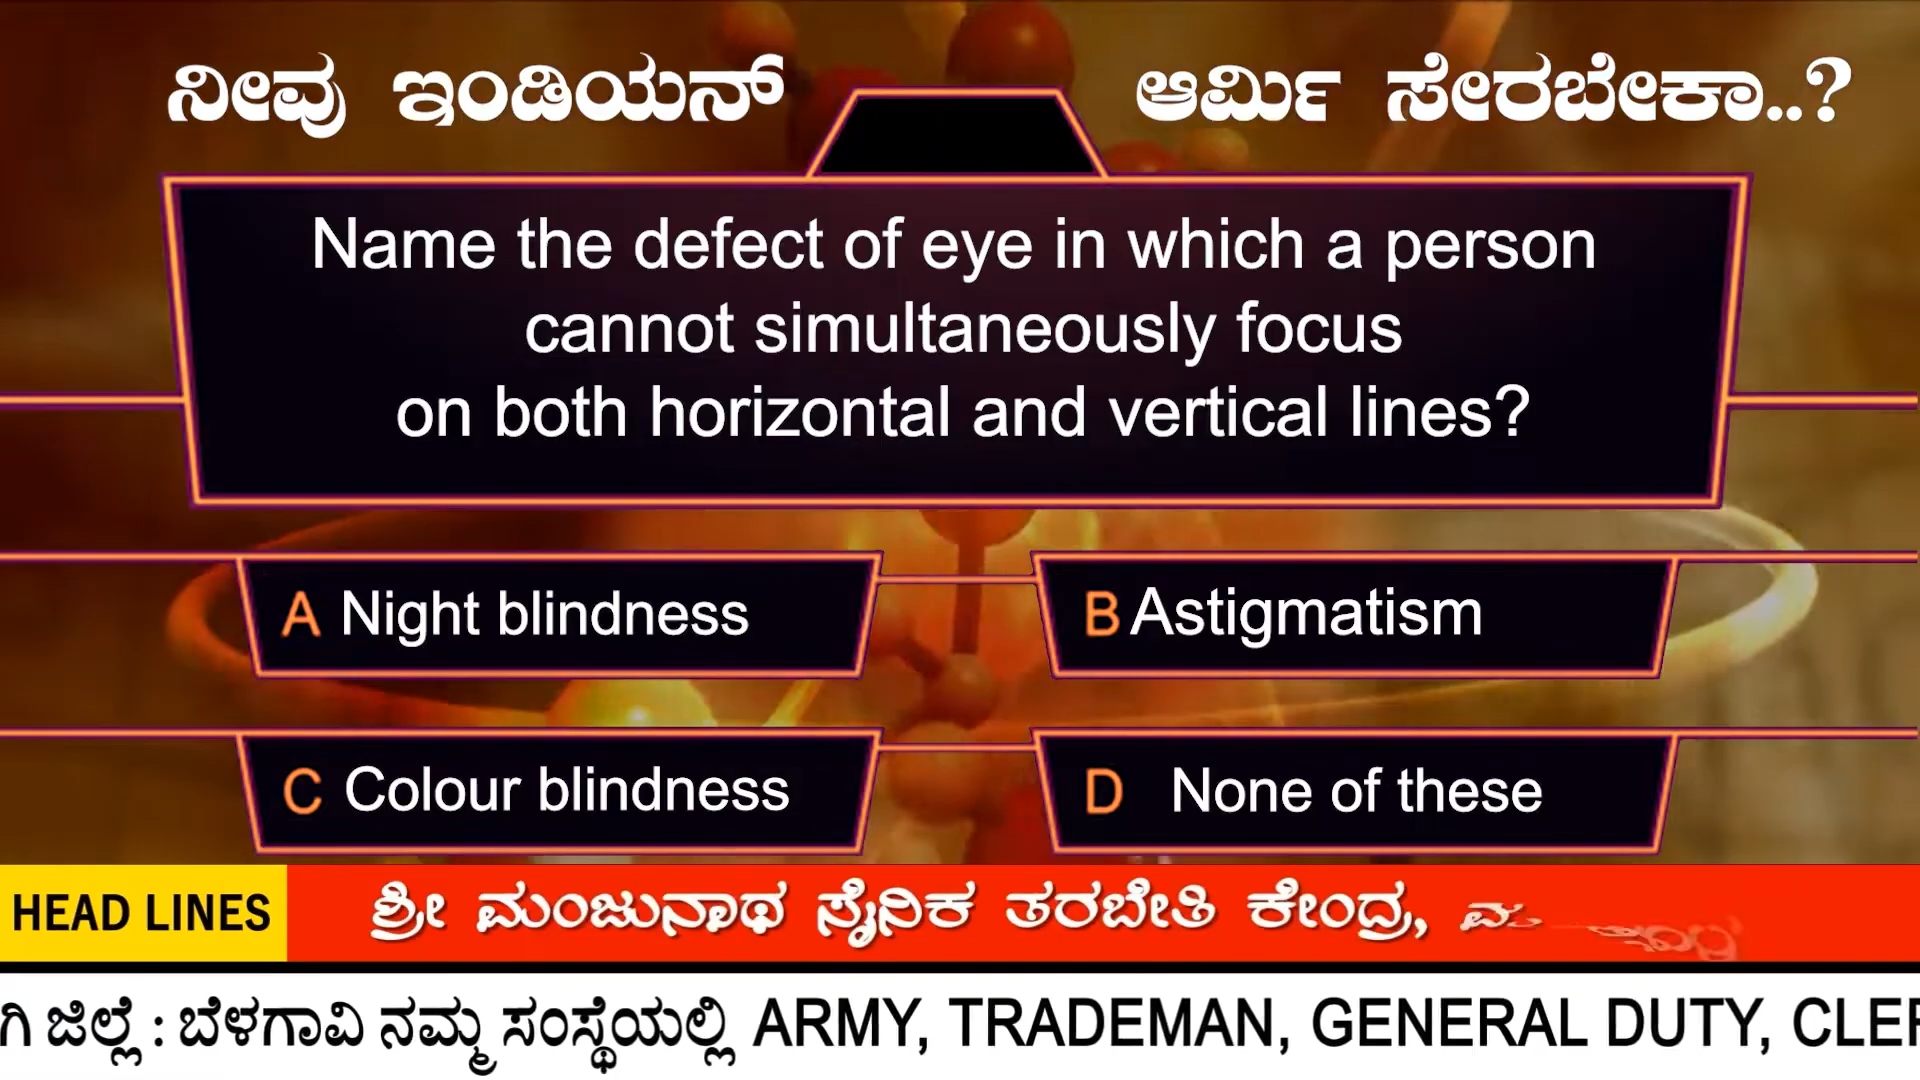 ನೀವು ಇಂಡಿಯನ್ ಆರ್ಮಿ ಸೇರಬೇಕಾ..?
Name the defect of eye in which a person
cannot simultaneously focus
on both horizontal and vertical lines?
A Night blindness
B Astigmatism
C Colour blindness
D None of these
HEAD LINES
ಶ್ರೀ ಮಂಜುನಾಥ ಸೈನಿಕ ತರಬೇತಿ ಕೇಂದ್ರ,
ಗಿ ಜಿಲ್ಲೆ : ಬೆಳಗಾವಿ ನಮ್ಮ ಸಂಸ್ಥೆಯಲ್ಲಿ ARMY, TRADEMAN, GENERAL DUTY,